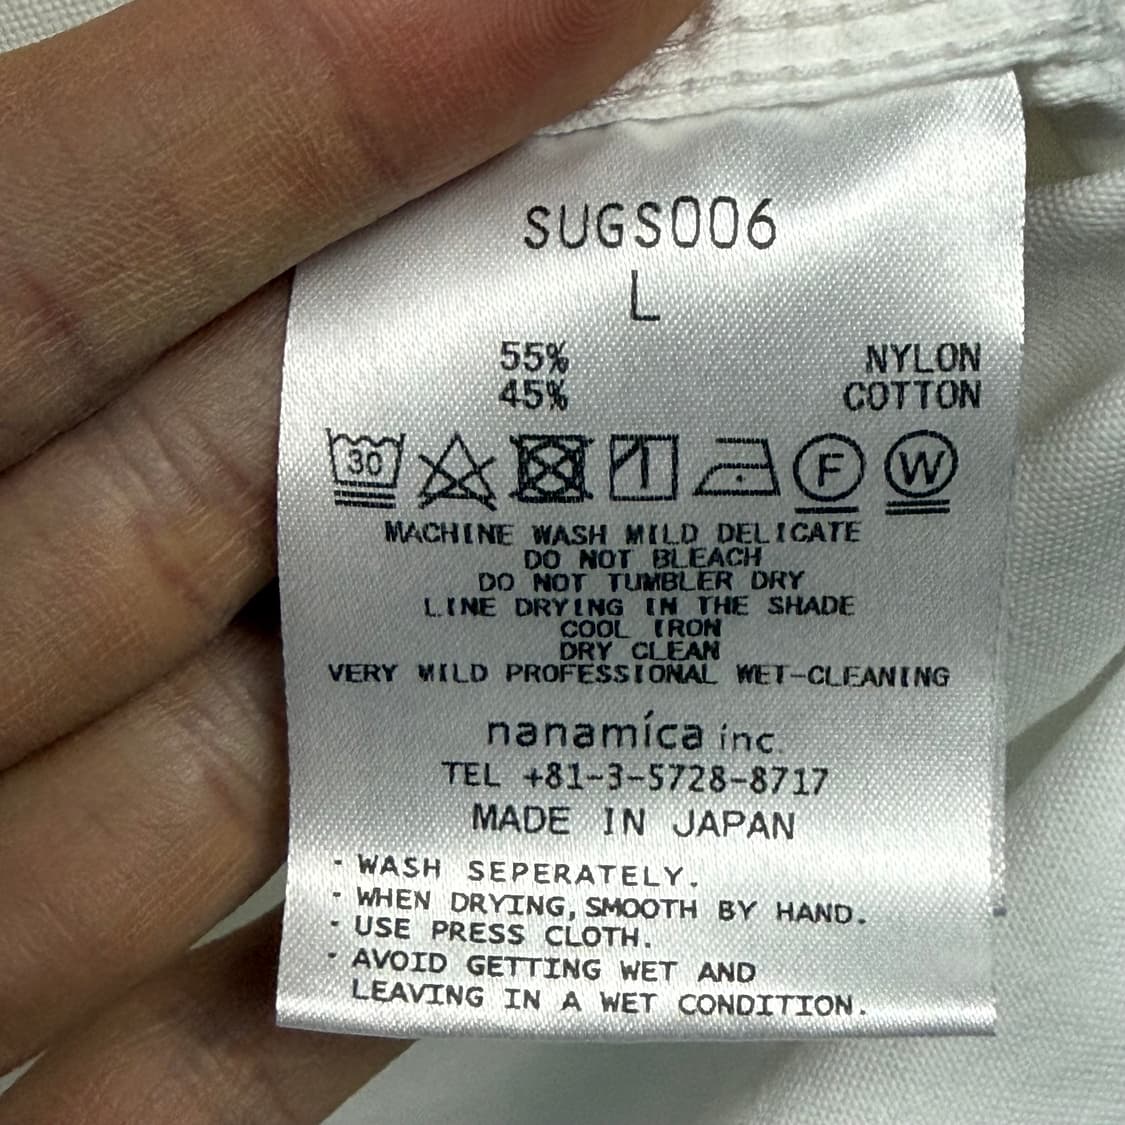 SUGS006
L
55% NYLON
45% COTTON
30 F W
MACHINE WASH MILD DELICATE
DO NOT BLEACH
DO NOT TUMBLER DRY
LINE DRYING IN THE SHADE
COOL IRON
DRY CLEAN
VERY MILD PROFESSIONAL WET-CLEANING
nanamica inc.
TEL +81-3-5728-8717
MADE IN JAPAN
- WASH SEPERATELY.
- WHEN DRYING, SMOOTH BY HAND.
- USE PRESS CLOTH.
- AVOID GETTING WET AND
LEAVING IN A WET CONDITION.